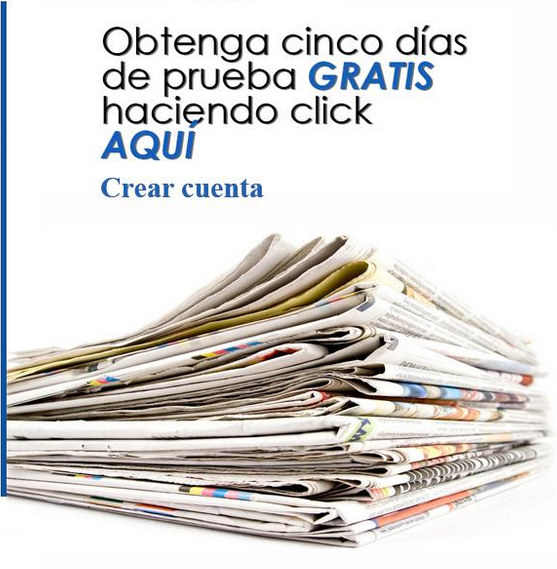 Obtenga cinco días
de prueba GRATIS
haciendo click
AQUÍ
Crear cuenta